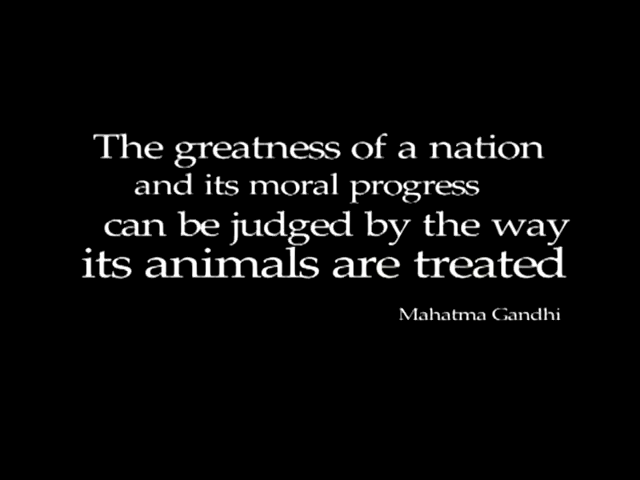 The greatness of a nation
and its moral progress
can be judged by the way
its animals are treated
Mahatma Gandhi